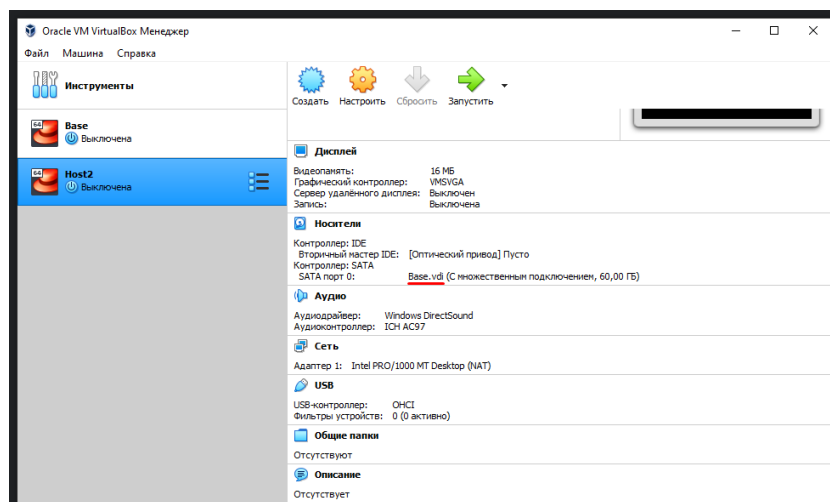 Oracle VM VirtualBox Менеджер
Файл Машина Справка
Инструменты
Создать Настроить Сбросить Запустить
64 Base
Выключена
64 Host2
Выключена
Дисплей
Видеопамять: 16 МБ
Графический контроллер: VMSVGA
Сервер удалённого дисплея: Выключен
Запись: Выключена
Носители
Контроллер: IDE
Вторичный мастер IDE: [Оптический привод] Пусто
Контроллер: SATA
SATA порт 0: Base.vdi (С множественным подключением, 60,00 ГБ)
Аудио
Аудиодрайвер: Windows DirectSound
Аудиоконтроллер: ICH AC97
Сеть
Адаптер 1: Intel PRO/1000 MT Desktop (NAT)
USB
USB-контроллер: OHCI
Фильтры устройств: 0 (0 активно)
Общие папки
Отсутствуют
Описание
Отсутствует